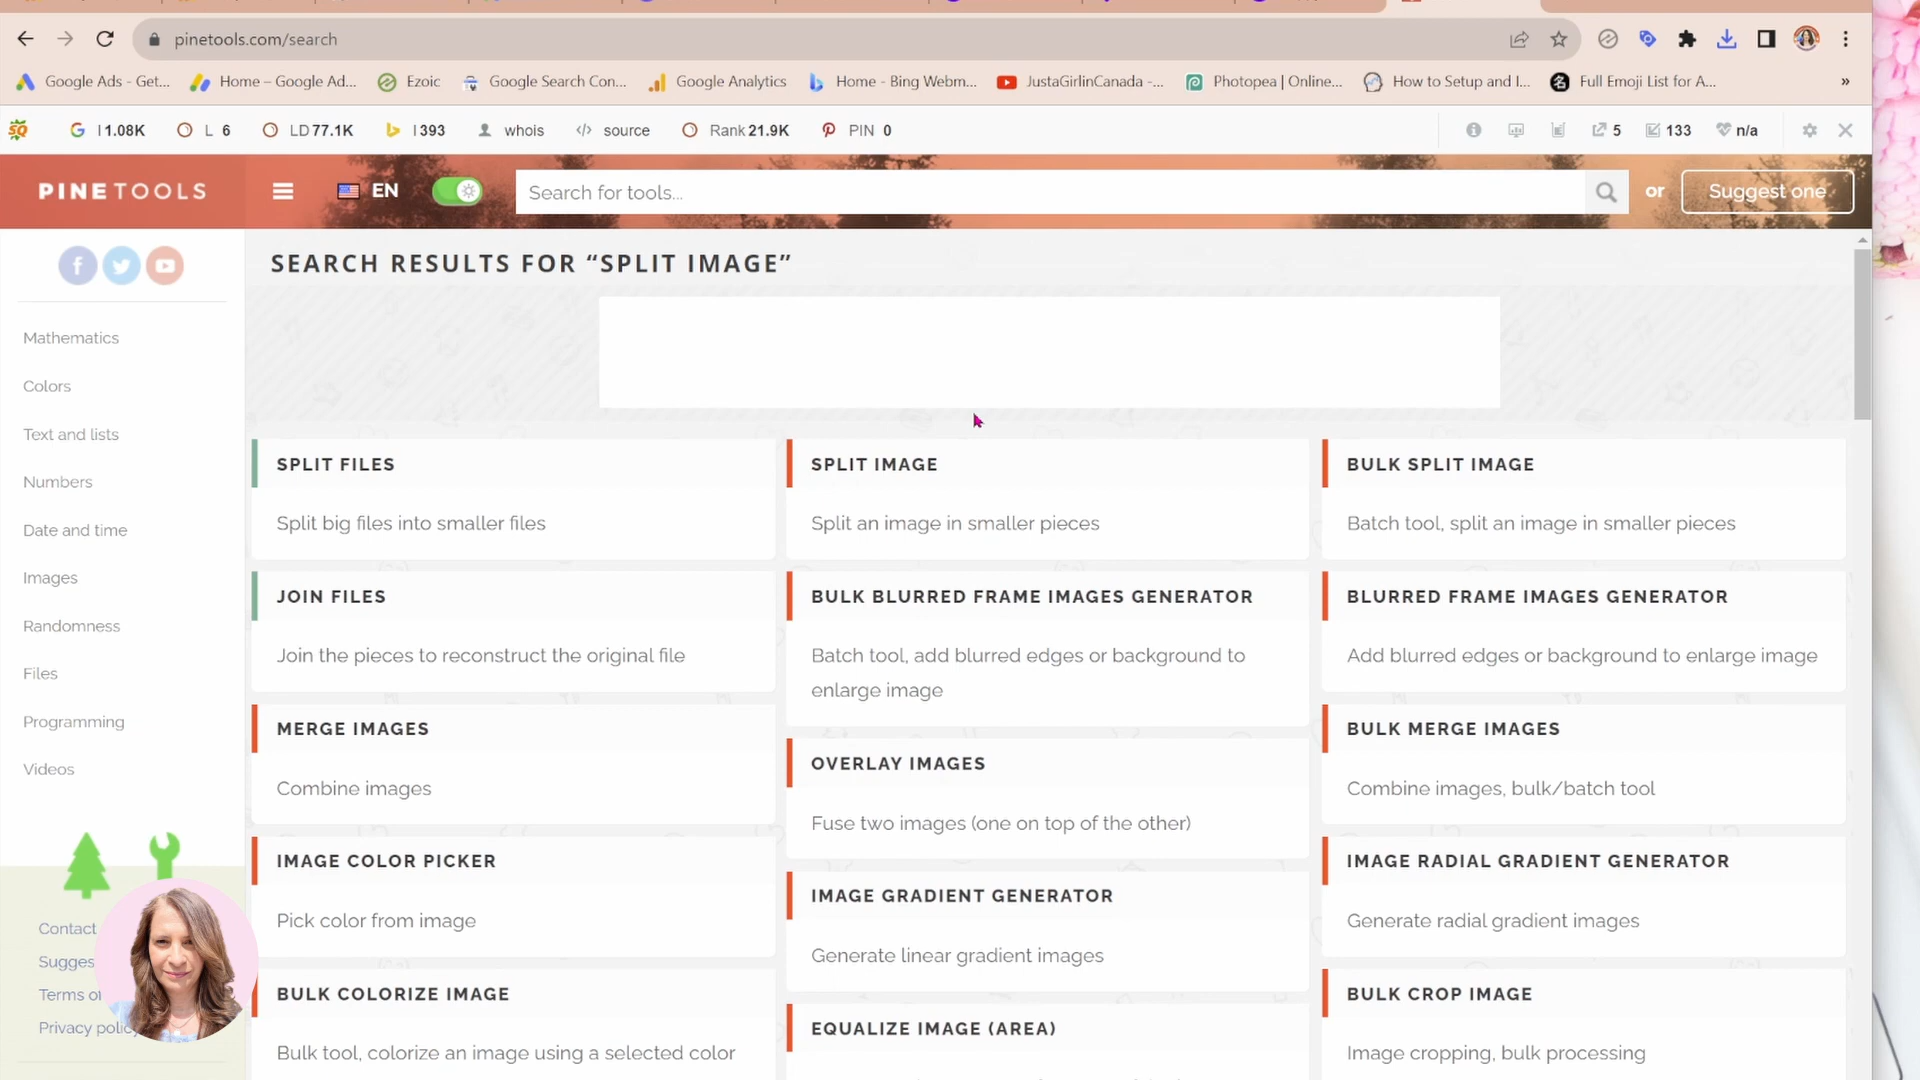 pinetools.com/search
Google Ads - Get... Home – Google Ad... Ezoic Google Search Con... Google Analytics Home - Bing Webm... JustaGirlinCanada -... Photopea | Online... How to Setup and I... Full Emoji List for A... »
SQ G I 1.08K L 6 LD 77.1K I 393 whois source Rank 21.9K PIN 0 5 133 n/a
PINETOOLS EN Search for tools... or Suggest one
SEARCH RESULTS FOR “SPLIT IMAGE”
Mathematics
Colors
Text and lists
Numbers
Date and time
Images
Randomness
Files
Programming
Videos
Contact
Sugges
Terms of
Privacy policy
SPLIT FILES
Split big files into smaller files
SPLIT IMAGE
Split an image in smaller pieces
BULK SPLIT IMAGE
Batch tool, split an image in smaller pieces
JOIN FILES
Join the pieces to reconstruct the original file
BULK BLURRED FRAME IMAGES GENERATOR
Batch tool, add blurred edges or background to
enlarge image
BLURRED FRAME IMAGES GENERATOR
Add blurred edges or background to enlarge image
MERGE IMAGES
Combine images
OVERLAY IMAGES
Fuse two images (one on top of the other)
BULK MERGE IMAGES
Combine images, bulk/batch tool
IMAGE COLOR PICKER
Pick color from image
IMAGE GRADIENT GENERATOR
Generate linear gradient images
IMAGE RADIAL GRADIENT GENERATOR
Generate radial gradient images
BULK COLORIZE IMAGE
Bulk tool, colorize an image using a selected color
EQUALIZE IMAGE (AREA)
BULK CROP IMAGE
Image cropping, bulk processing